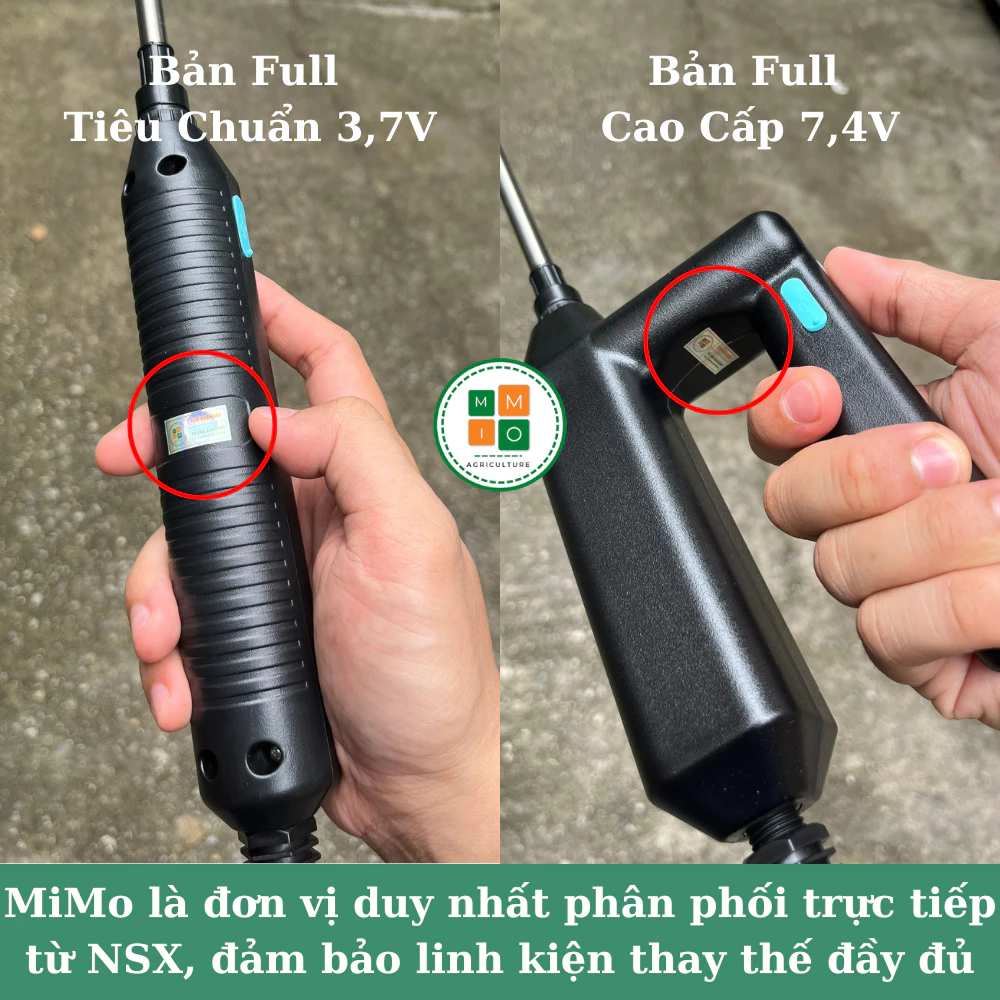 Bản Full
Tiêu Chuẩn 3,7V
Bản Full
Cao Cấp 7,4V
M M
I O
AGRICULTURE
MiMo là đơn vị duy nhất phân phối trực tiếp
từ NSX, đảm bảo linh kiện thay thế đầy đủ